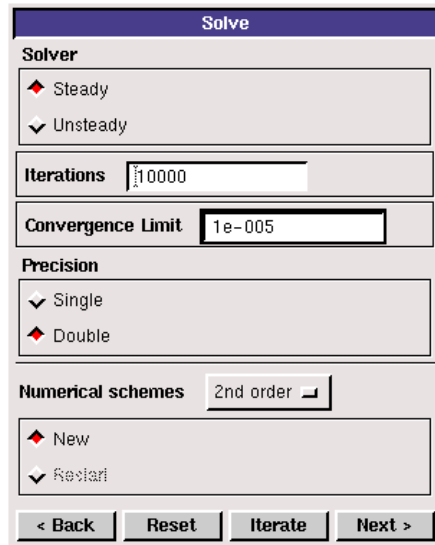 Solve
Solver
Steady
Unsteady
Iterations 10000
Convergence Limit 1e-005
Precision
Single
Double
Numerical schemes 2nd order
New
Restart
< Back Reset Iterate Next >